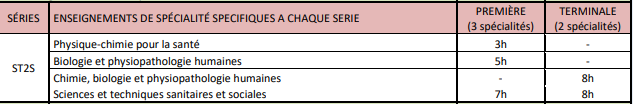 SÉRIES ENSEIGNEMENTS DE SPÉCIALITÉ SPECIFIQUES A CHAQUE SERIE PREMIÈRE (3 spécialités) TERMINALE (2 spécialités)
ST2S
Physique-chimie pour la santé 3h -
Biologie et physiopathologie humaines 5h -
Chimie, biologie et physiopathologie humaines - 8h
Sciences et techniques sanitaires et sociales 7h 8h